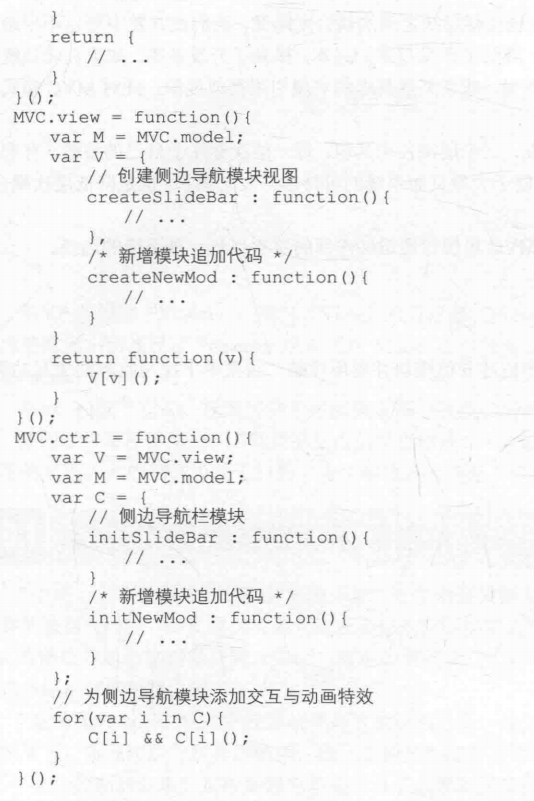 }
    return {
        // ...
    }
}();
MVC.view = function(){
    var M = MVC.model;
    var V = {
        // 创建侧边导航模块视图
        createSlideBar : function(){
            // ...
        },
        /* 新增模块追加代码 */
        createNewMod : function(){
            // ...
        }
    }
    return function(v){
        V[v]();
    }
}();
MVC.ctrl = function(){
    var V = MVC.view;
    var M = MVC.model;
    var C = {
        // 侧边导航栏模块
        initSlideBar : function(){
            // ...
        }
        /* 新增模块追加代码 */
        initNewMod : function(){
            // ...
        }
    };
    // 为侧边导航模块添加交互与动画特效
    for(var i in C){
        C[i] && C[i]();
    }
}();